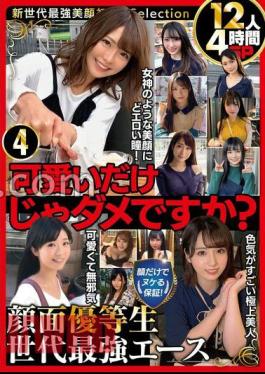 新世代最強美顔
Selection
12人
4時間
SP
女神のような美顔に
どエロい瞳!
4
可愛いだけ
じゃダメですか?
可愛くて無邪気
顔だけで
ヌケる
保証!
色気がすごい極上美人
顔面優等生
世代最強エース